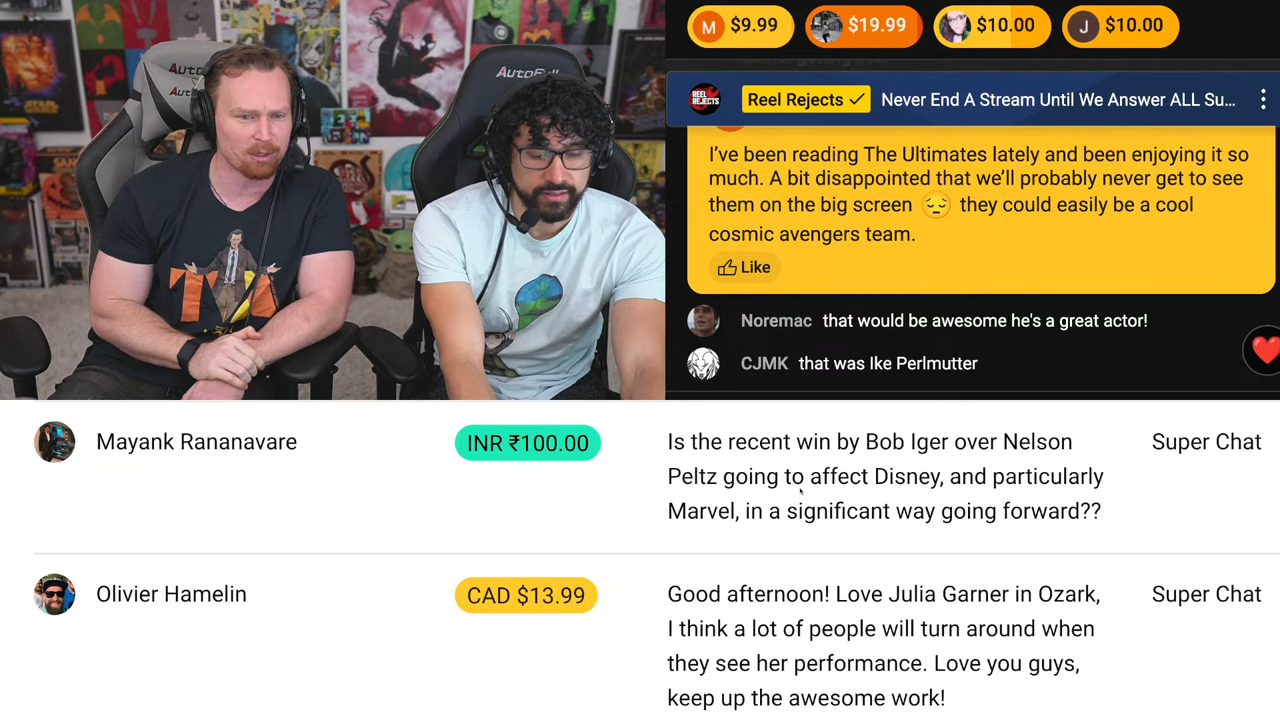 AutoFull
Auto
AutoFull
TVA
M $9.99
$19.99
$10.00
J $10.00
REEL REJECTS
Reel Rejects
Never End A Stream Until We Answer ALL Su...
I've been reading The Ultimates lately and been enjoying it so
much. A bit disappointed that we'll probably never get to see
them on the big screen 😔 they could easily be a cool
cosmic avengers team.
Like
Noremac that would be awesome he's a great actor!
CJMK that was Ike Perlmutter
Mayank Rananavare
INR ₹100.00
Is the recent win by Bob Iger over Nelson
Peltz going to affect Disney, and particularly
Marvel, in a significant way going forward??
Super Chat
Olivier Hamelin
CAD $13.99
Good afternoon! Love Julia Garner in Ozark,
I think a lot of people will turn around when
they see her performance. Love you guys,
keep up the awesome work!
Super Chat